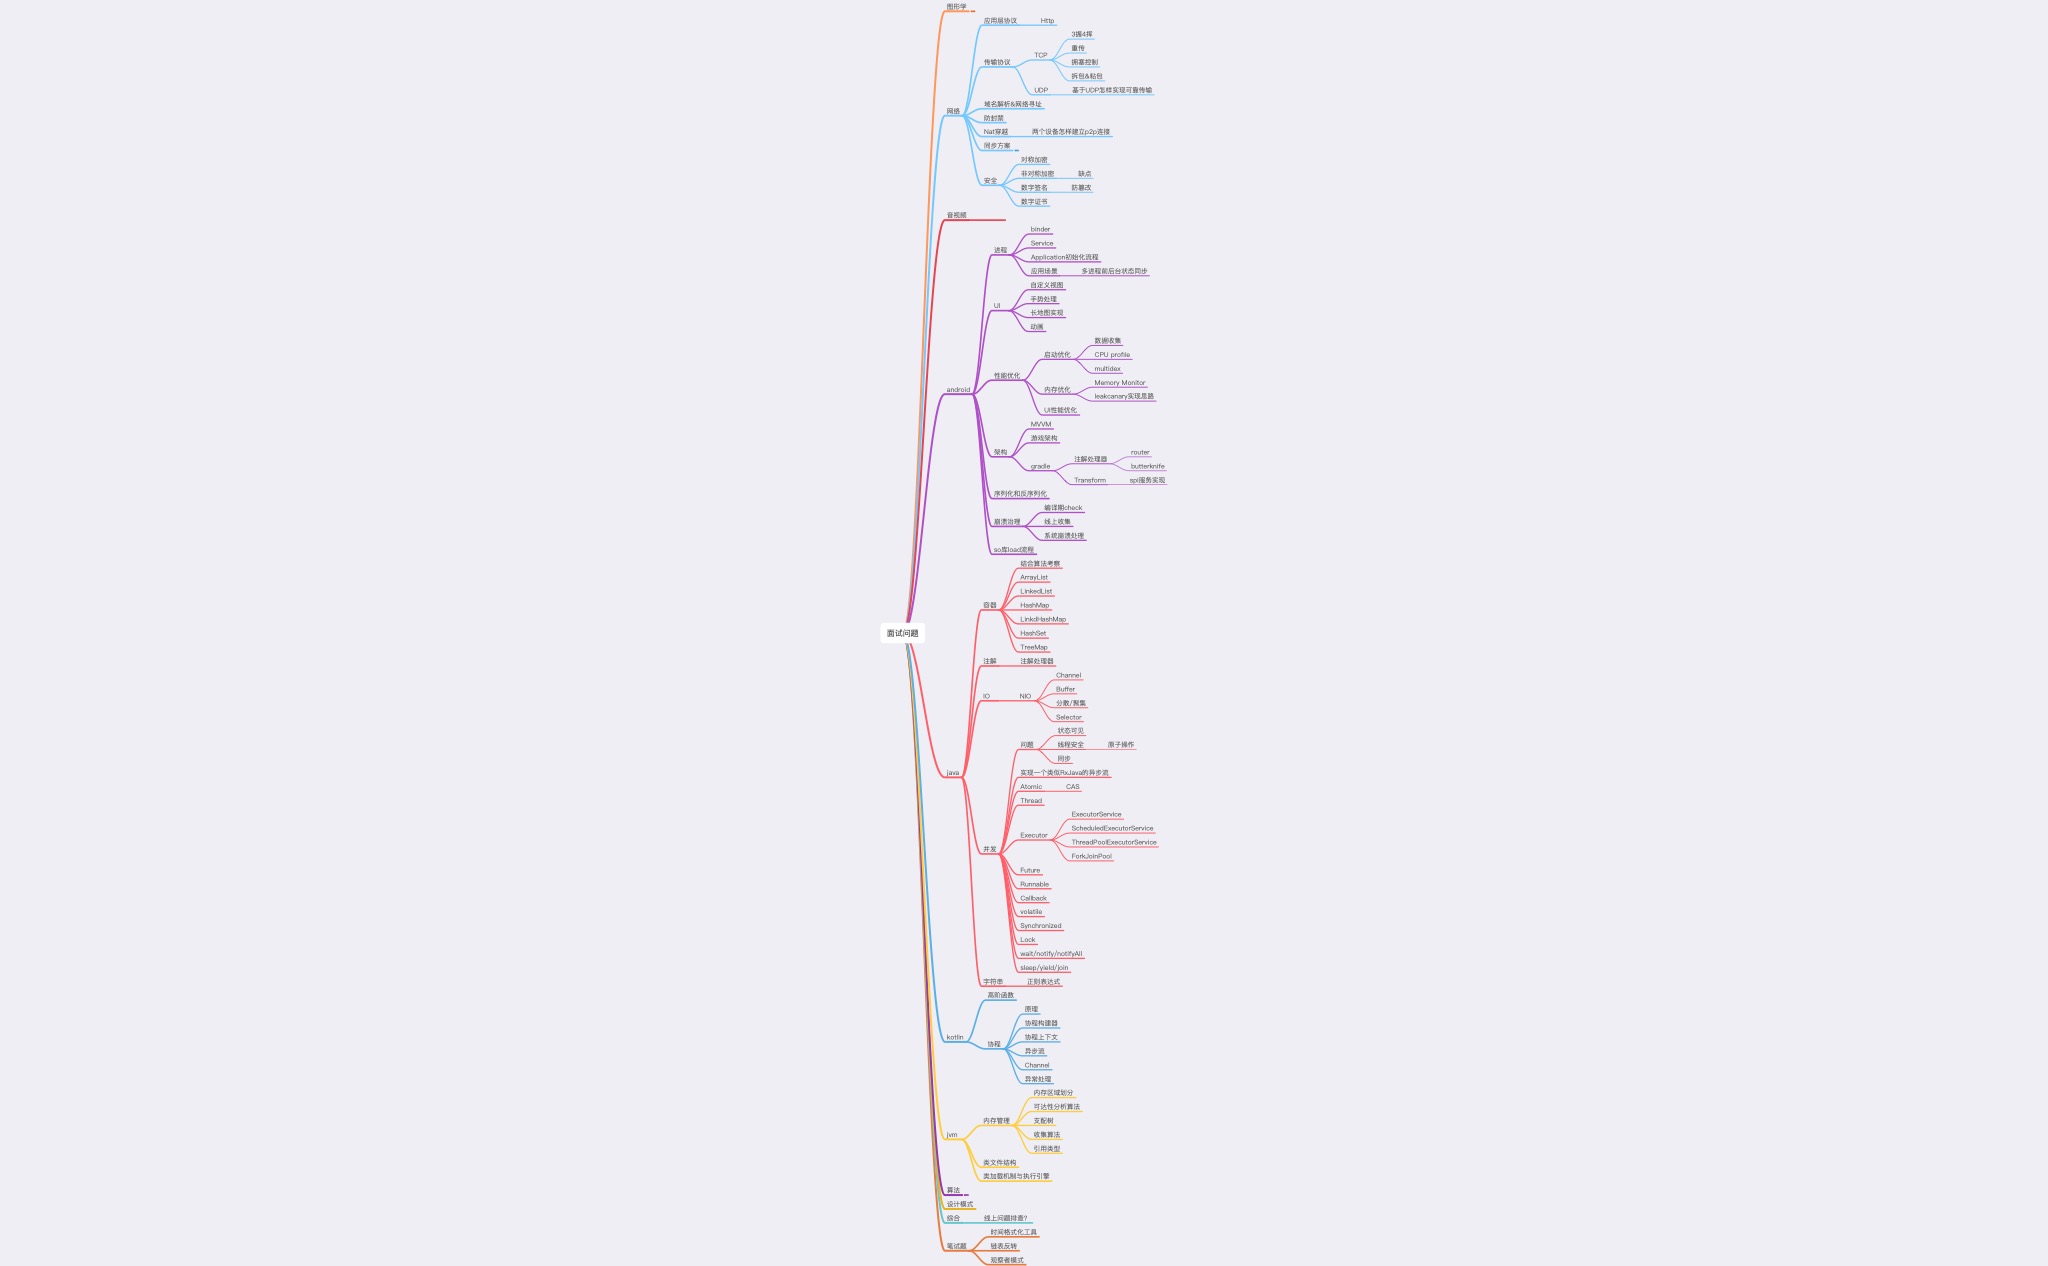 图形学
应用层协议
Http
3握4挥
重传
TCP
传输协议
拥塞控制
拆包&粘包
UDP
基于UDP怎样实现可靠传输
域名解析&网络寻址
网络
防封禁
Nat穿越
两个设备怎样建立p2p连接
同步方案
对称加密
非对称加密
缺点
安全
数字签名
防篡改
数字证书
音视频
binder
Service
进程
Application初始化流程
应用场景
多进程前后台状态同步
自定义视图
手势处理
UI
长地图实现
动画
数据收集
启动优化
CPU profile
multidex
性能优化
Memory Monitor
内存优化
leakcanary实现思路
android
UI性能优化
MVVM
游戏架构
架构
router
注解处理器
gradle
butterknife
Transform
spi服务实现
序列化和反序列化
编译期check
崩溃治理
线上收集
系统崩溃处理
so库load流程
结合算法考察
ArrayList
LinkedList
容器
HashMap
LinkdHashMap
HashSet
面试问题
TreeMap
注解
注解处理器
Channel
Buffer
IO
NIO
分散/聚集
Selector
状态可见
问题
线程安全
原子操作
同步
java
实现一个类似RxJava的异步流
Atomic
CAS
Thread
ExecutorService
Executor
ScheduledExecutorService
ThreadPoolExecutorService
并发
ForkJoinPool
Future
Runnable
Callback
volatile
Synchronized
Lock
wait/notify/notifyAll
sleep/yield/join
字符串
正则表达式
高阶函数
原理
协程构建器
kotlin
协程上下文
协程
异步流
Channel
异常处理
内存区域划分
可达性分析算法
内存管理
支配树
jvm
收集算法
引用类型
类文件结构
类加载机制与执行引擎
算法
设计模式
综合
线上问题排查?
时间格式化工具
笔试题
链表反转
观察者模式